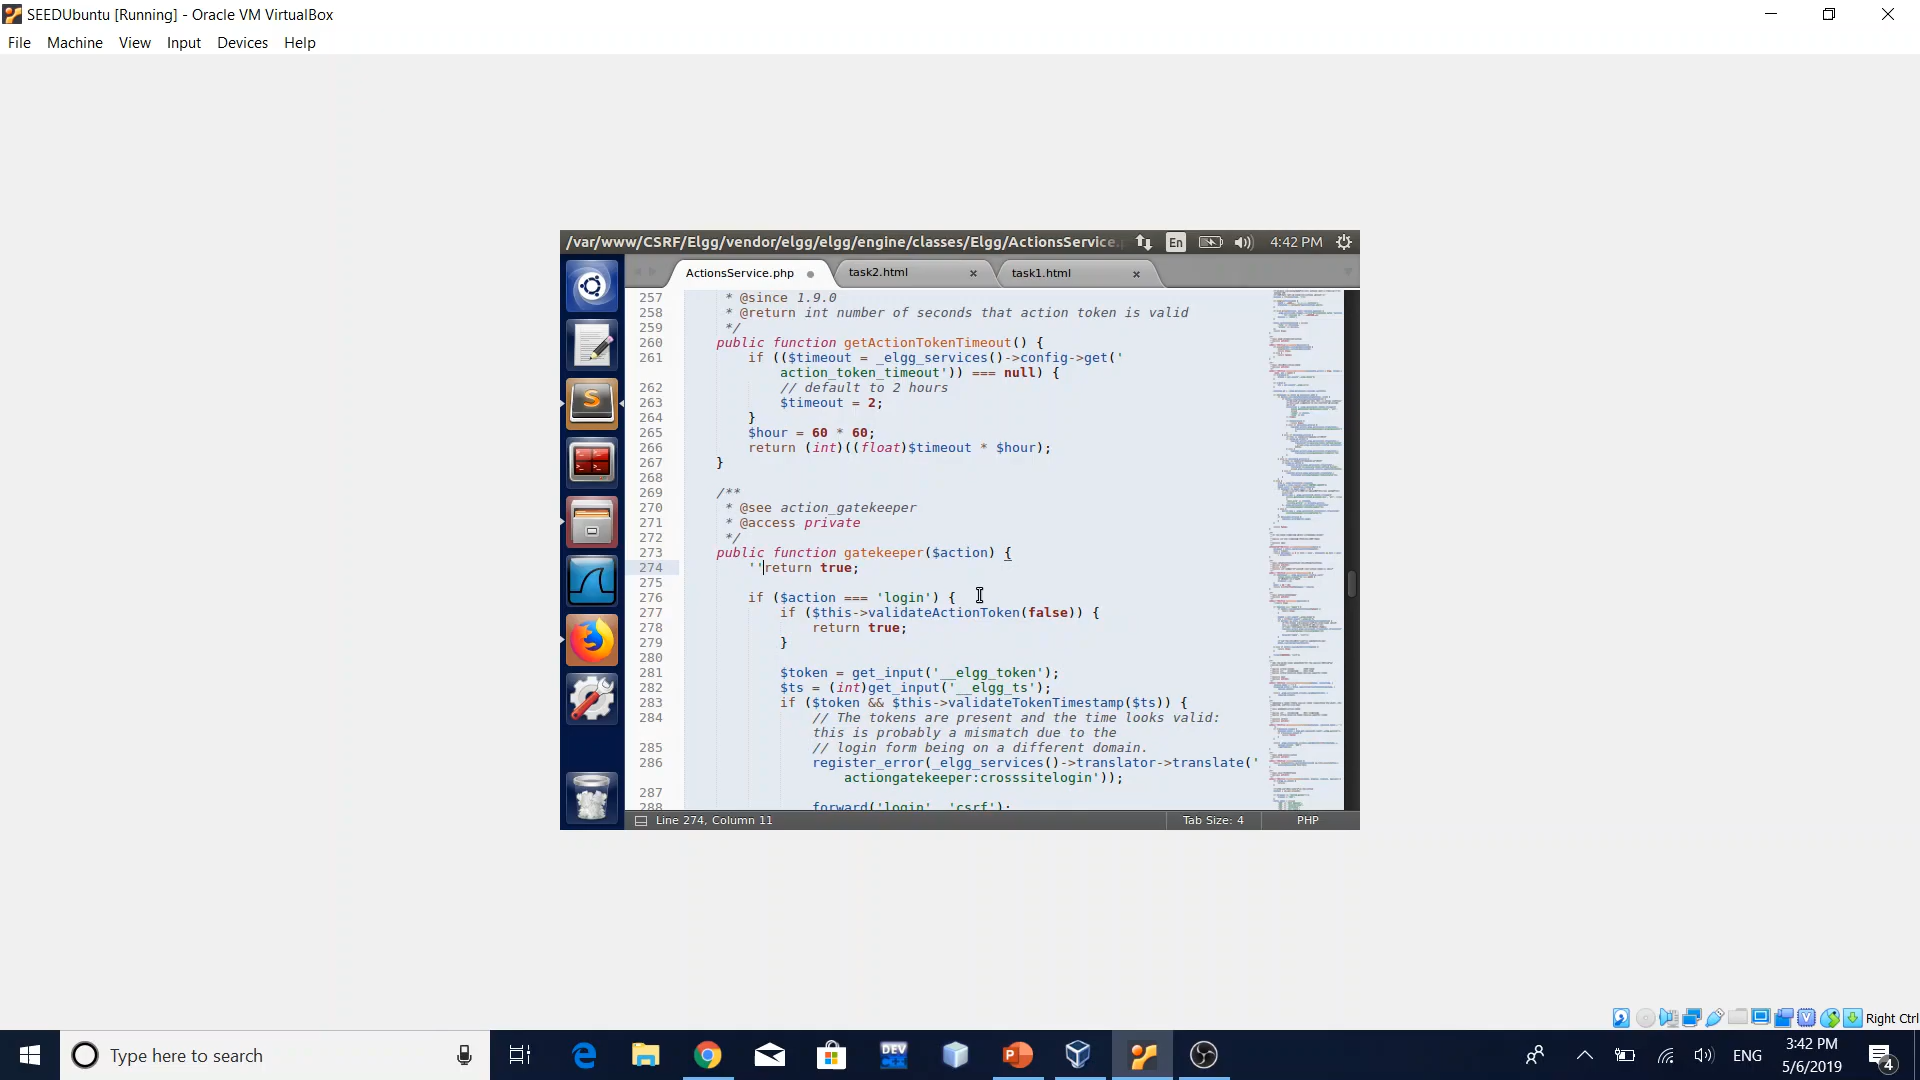 SEEDUbuntu [Running] - Oracle VM VirtualBox
File Machine View Input Devices Help
/var/www/CSRF/Elgg/vendor/elgg/elgg/engine/classes/Elgg/ActionsService. En 4:42 PM
ActionsService.php task2.html × task1.html ×
257 * @since 1.9.0
258 * @return int number of seconds that action token is valid
259 */
260 public function getActionTokenTimeout() {
261 if (($timeout = _elgg_services()->config->get('
action_token_timeout')) === null) {
262 // default to 2 hours
263 $timeout = 2;
264 }
265 $hour = 60 * 60;
266 return (int)((float)$timeout * $hour);
267 }
268
269 /**
270 * @see action_gatekeeper
271 * @access private
272 */
273 public function gatekeeper($action) {
274 ''return true;
275
276 if ($action === 'login') {
277 if ($this->validateActionToken(false)) {
278 return true;
279 }
280
281 $token = get_input('__elgg_token');
282 $ts = (int)get_input('__elgg_ts');
283 if ($token && $this->validateTokenTimestamp($ts)) {
284 // The tokens are present and the time looks valid:
this is probably a mismatch due to the
285 // login form being on a different domain.
286 register_error(_elgg_services()->translator->translate('
actiongatekeeper:crosssitelogin'));
287
288 forward('login', 'csrf');
Line 274, Column 11 Tab Size: 4 PHP
Right Ctrl
Type here to search DEV ENG 3:42 PM
5/6/2019 4